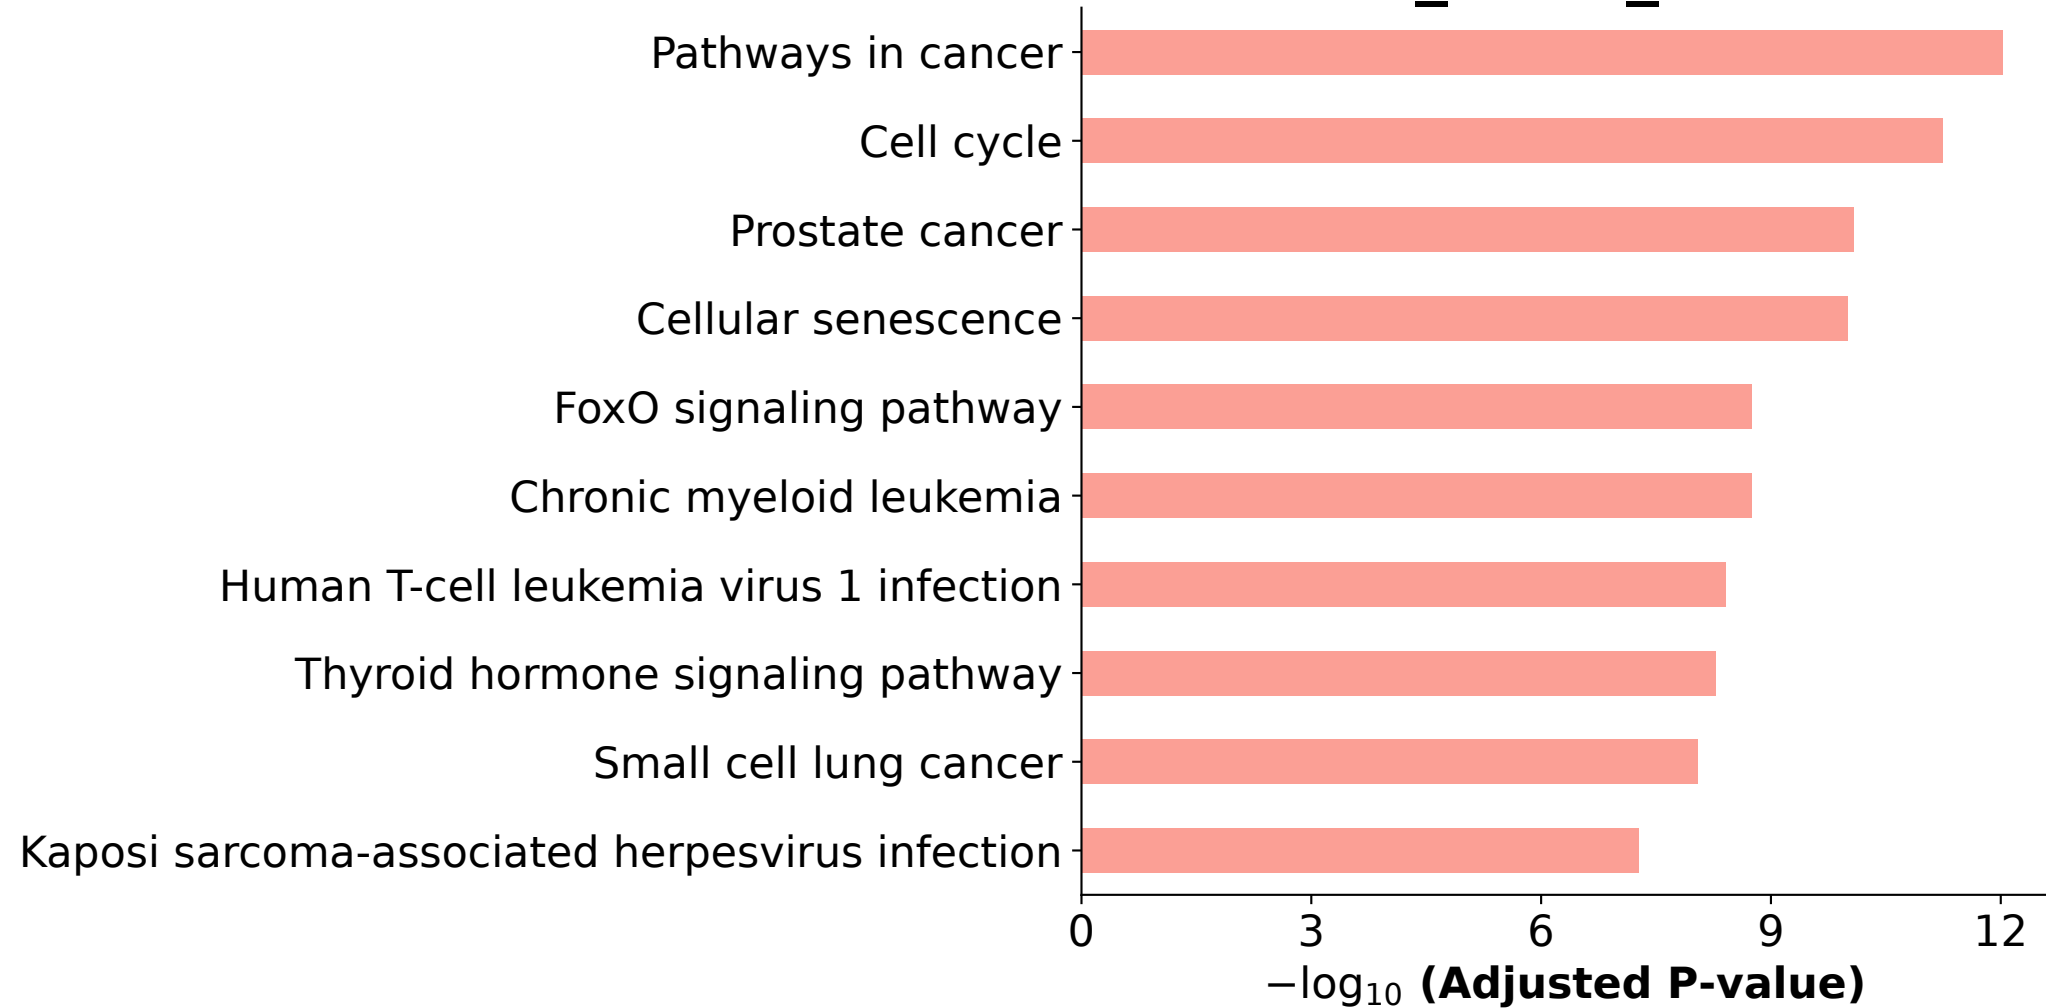 Pathways in cancer
Cell cycle
Prostate cancer
Cellular senescence
FoxO signaling pathway
Chronic myeloid leukemia
Human T-cell leukemia virus 1 infection
Thyroid hormone signaling pathway
Small cell lung cancer
Kaposi sarcoma-associated herpesvirus infection
0 3 6 9 12
−log₁₀ (Adjusted P-value)